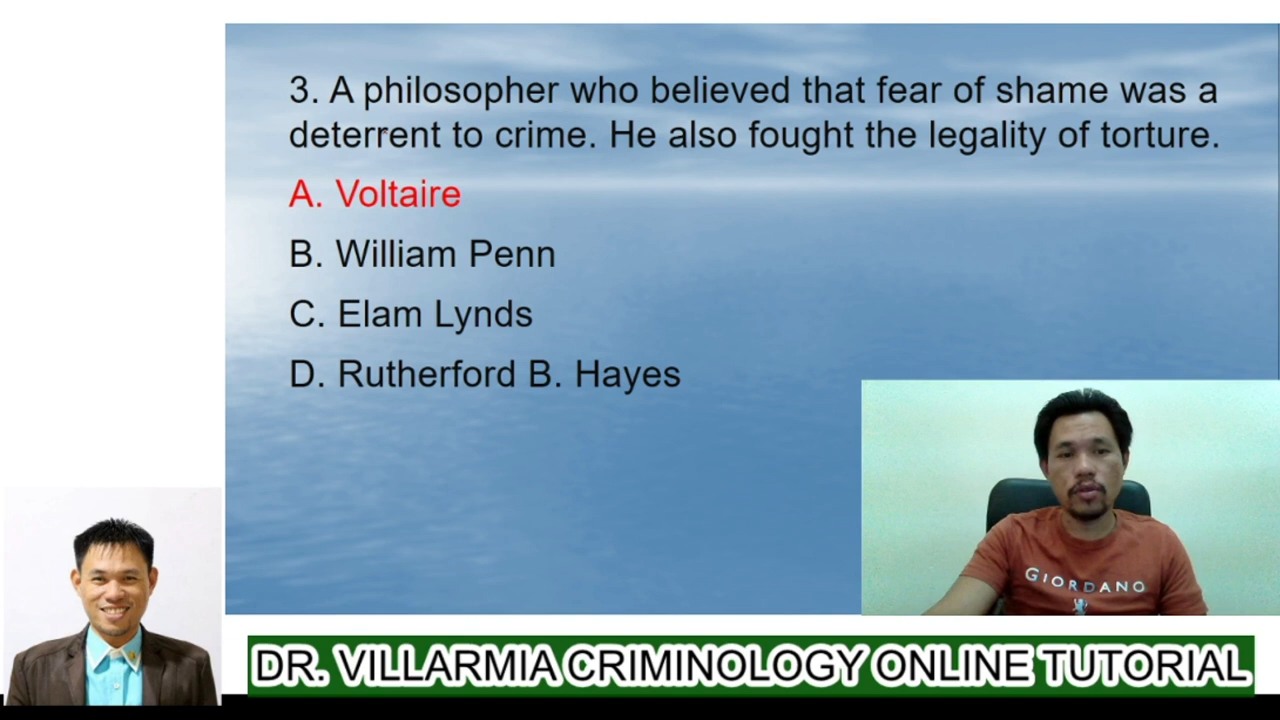 3. A philosopher who believed that fear of shame was a
deterrent to crime. He also fought the legality of torture.
A. Voltaire
B. William Penn
C. Elam Lynds
D. Rutherford B. Hayes
GIORDANO
DR. VILLARMIA CRIMINOLOGY ONLINE TUTORIAL